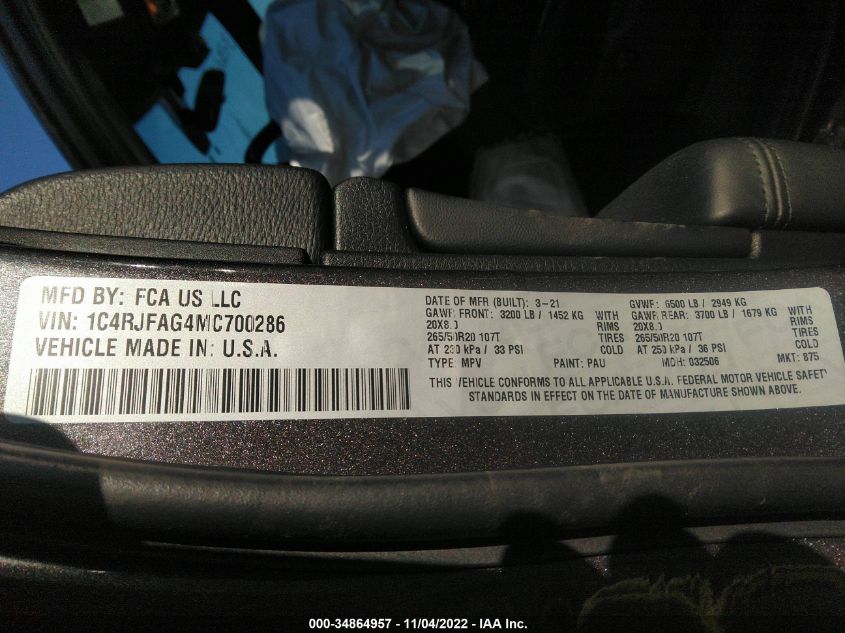 MFD BY: FCA US LLC
VIN: 1C4RJFAG4MC700286
VEHICLE MADE IN: U.S.A.
DATE OF MFR (BUILT): 3-21 GVWR: 6500 LB / 2949 KG
GAWR FRONT: 3200 LB / 1452 KG WITH GAWR REAR: 3700 LB / 1679 KG WITH
20X8.0 RIMS 20X8.0 RIMS
265/50R20 107T TIRES 265/50R20 107T TIRES
AT 230 kPa / 33 PSI COLD AT 250 kPa / 36 PSI COLD
TYPE: MPV PAINT: PAU MDH: 032506 MKT: 875
THIS VEHICLE CONFORMS TO ALL APPLICABLE U.S.A. FEDERAL MOTOR VEHICLE SAFETY
STANDARDS IN EFFECT ON THE DATE OF MANUFACTURE SHOWN ABOVE.
000-34864957 - 11/04/2022 - IAA Inc.